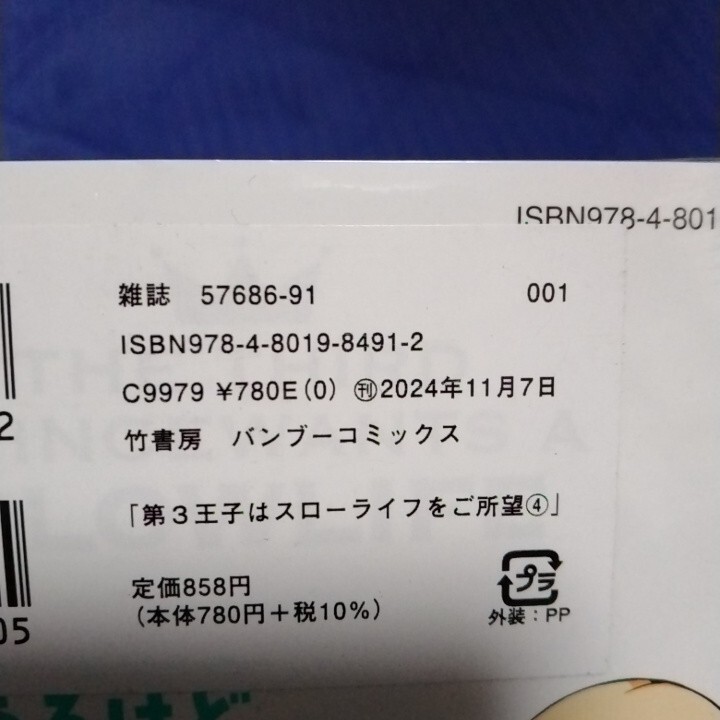 ISBN978-4-801
雑誌 57686-91 001
ISBN978-4-8019-8491-2
C9979 ¥780E(0) ㊗2024年11月7日
竹書房 バンブーコミックス
「第3王子はスローライフをご所望④」
定価858円
(本体780円+税10%)
プラ
外装:PP
2
05